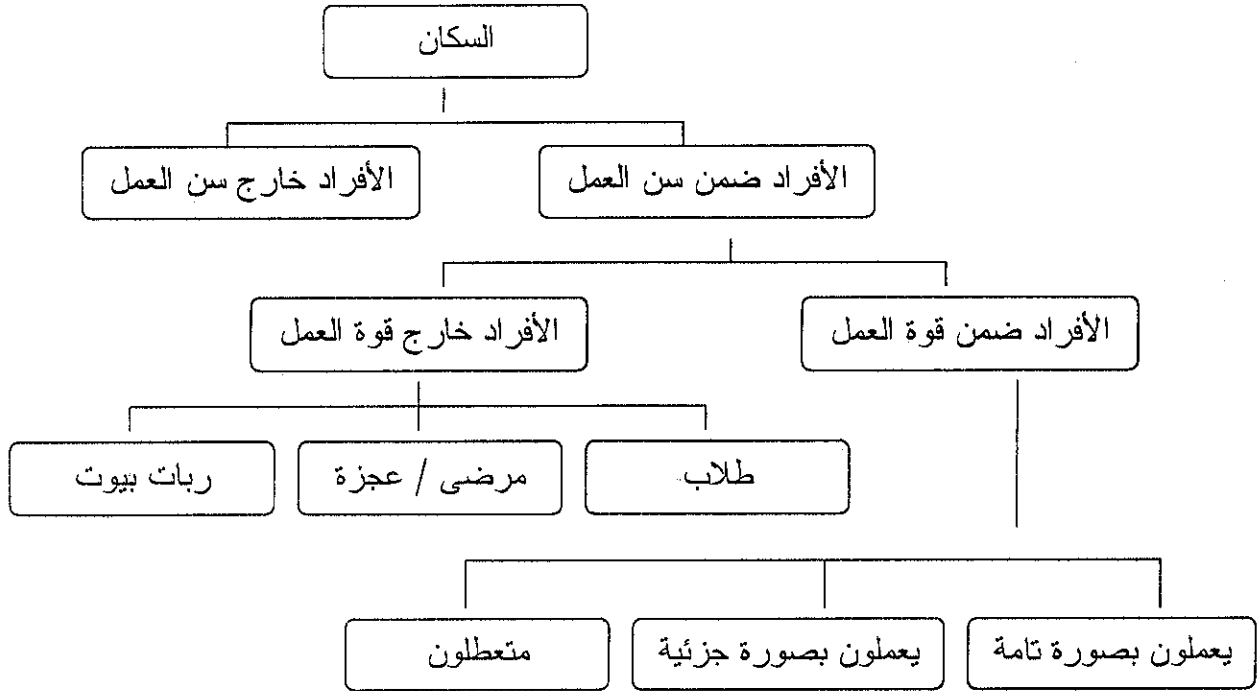 السكان
الأفراد ضمن سن العمل
الأفراد خارج سن العمل
الأفراد ضمن قوة العمل
الأفراد خارج قوة العمل
طلاب
مرضى / عجزة
ربات بيوت
يعملون بصورة تامة
يعملون بصورة جزئية
متعطلون